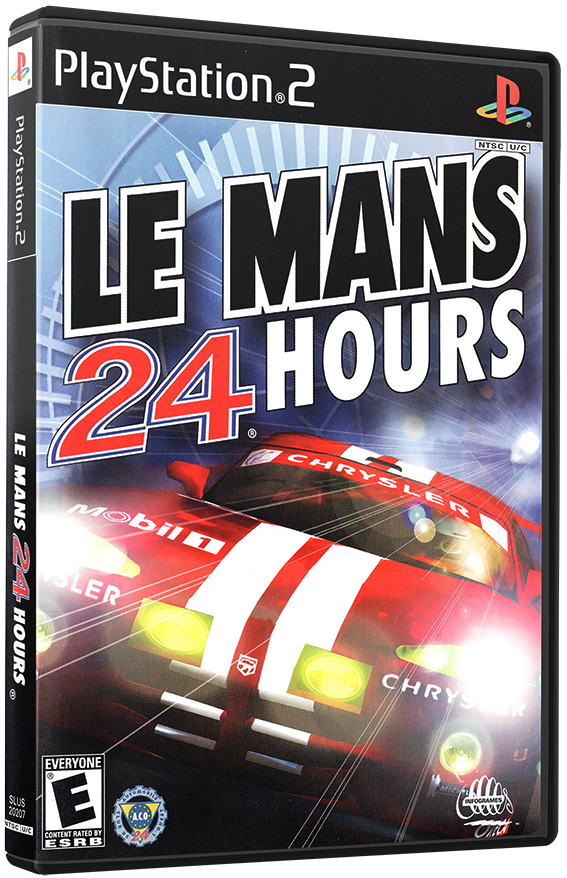 PlayStation®2
NTSC U/C
LE MANS
24 HOURS
®
CHRYSLER
Mobil 1
SLER
CHRYSLER
EVERYONE
E
®
CONTENT RATED BY
ESRB
A.C.O
24
INFOGRAMES
PlayStation®2
LE MANS 24 HOURS®
SLUS
20207
NTSC U/C